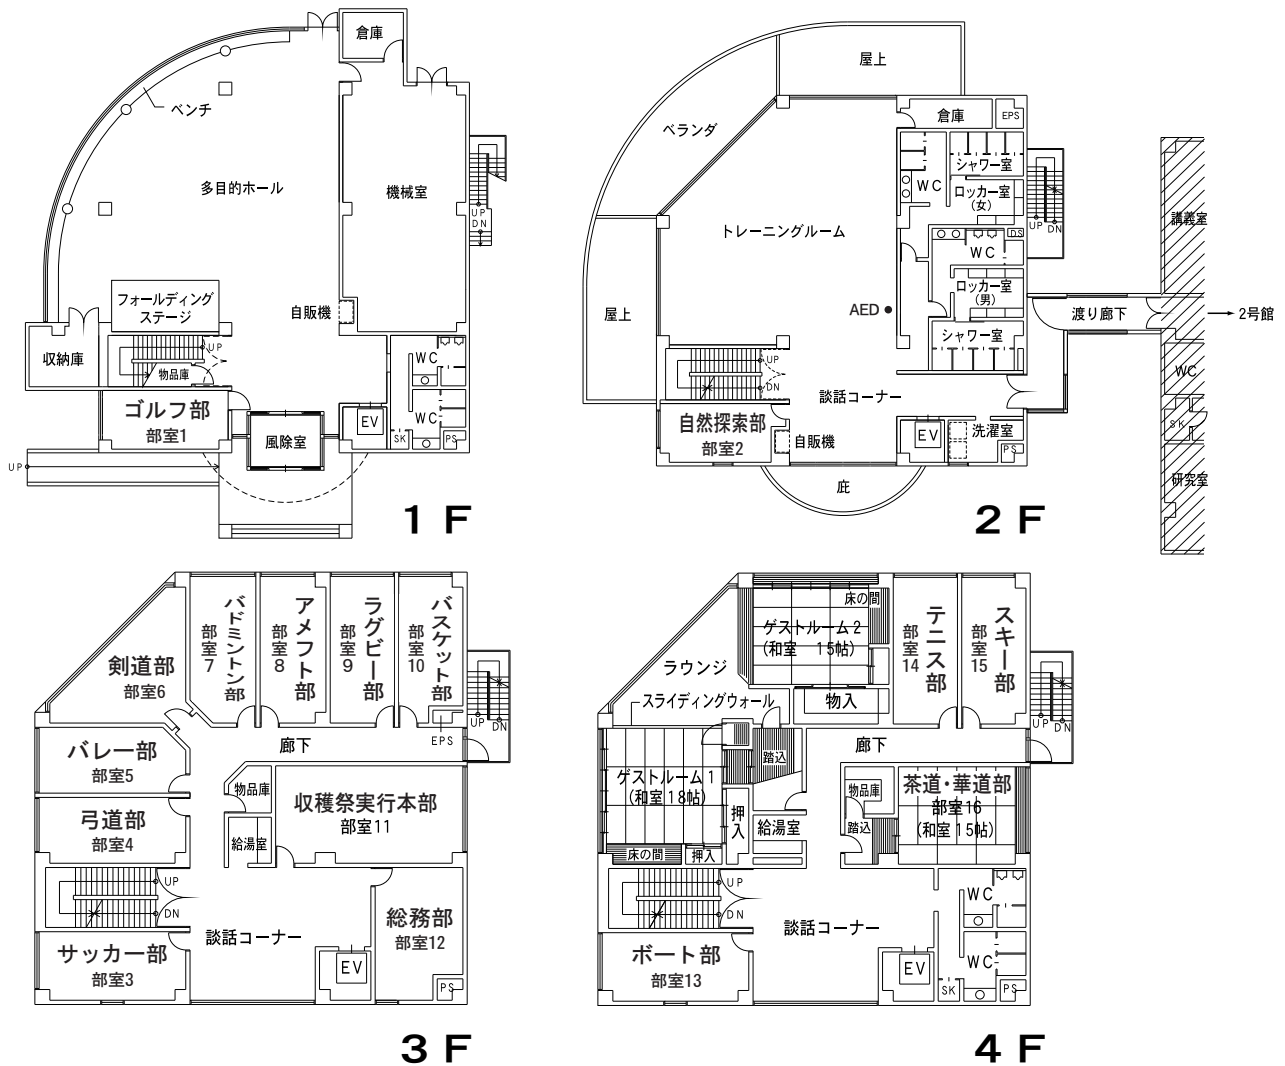 倉庫
ベンチ
多目的ホール
機械室
UP
DN
フォールディング
ステージ
自販機
収納庫
UP
物品庫
WC
ゴルフ部
部室1
風除室
EV
WC
SK
PS
UP
1F
屋上
ベランダ
倉庫
EPS
シャワー室
WC
ロッカー室
(女)
トレーニングルーム
UP
DN
DS
WC
ロッカー室
(男)
AED
シャワー室
屋上
講義室
渡り廊下
2号館
UP
DN
談話コーナー
WC
自然探索部
部室2
自販機
EV
洗濯室
PS
SK
研究室
庇
2F
剣道部
部室6
バドミントン部
部室7
アメフト部
部室8
ラグビー部
部室9
バスケット部
部室10
EPS
UP
DN
バレー部
部室5
廊下
物品庫
収穫祭実行本部
部室11
弓道部
部室4
給湯室
UP
DN
談話コーナー
総務部
部室12
サッカー部
部室3
EV
PS
3F
床の間
ゲストルーム2
(和室 15帖)
テニス部
部室14
スキー部
部室15
ラウンジ
スライディングウォール
物入
UP
DN
廊下
踏込
ゲストルーム1
(和室18帖)
物品庫
茶道・華道部
部室16
(和室15帖)
押入
給湯室
踏込
床の間
押入
UP
DN
談話コーナー
WC
ボート部
部室13
EV
WC
SK
PS
4F